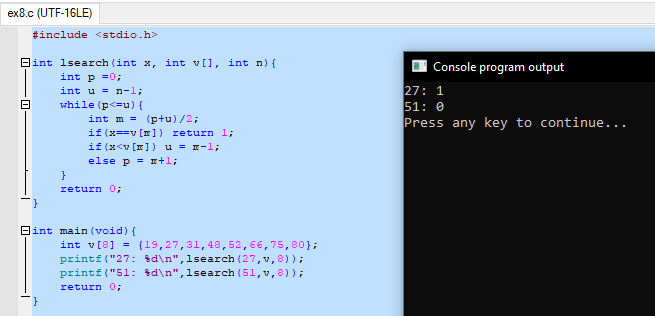 ex8.c (UTF-16LE)
#include <stdio.h>
int lsearch(int x, int v[], int n){
int p =0;
int u = n-1;
while(p<=u){
int m = (p+u)/2;
if(x==v[m]) return 1;
if(x<v[m]) u = m-1;
else p = m+1;
}
return 0;
}
int main(void){
int v[8] = {19,27,31,48,52,66,75,80};
printf("27: %d\n",lsearch(27,v,8));
printf("51: %d\n",lsearch(51,v,8));
return 0;
}
Console program output
27: 1
51: 0
Press any key to continue...